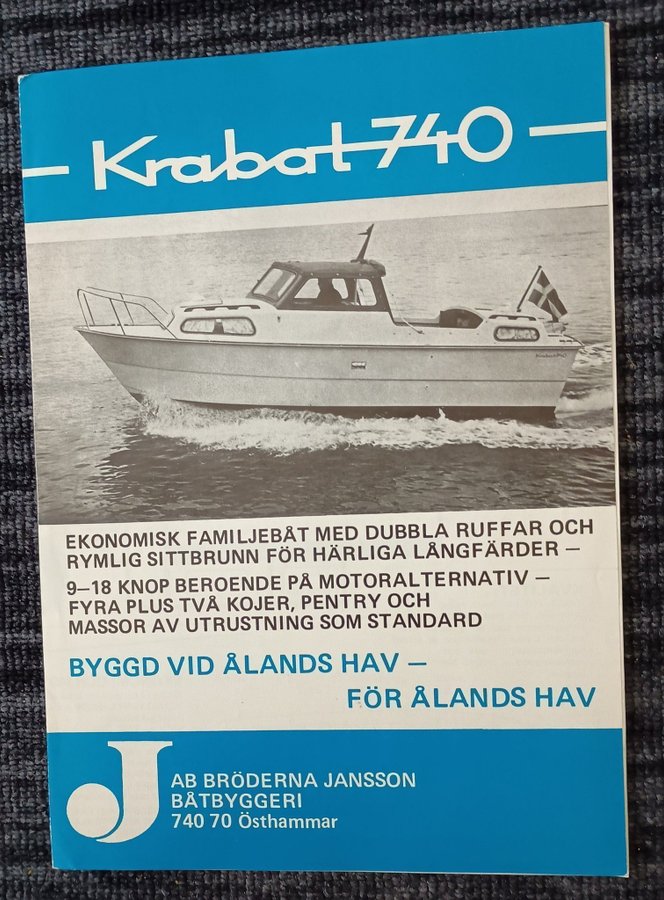 Krabat 740
Krabat 740
EKONOMISK FAMILJEBÅT MED DUBBLA RUFFAR OCH
RYMLIG SITTBRUNN FÖR HÄRLIGA LÅNGFÄRDER –
9–18 KNOP BEROENDE PÅ MOTORALTERNATIV –
FYRA PLUS TVÅ KOJER, PENTRY OCH
MASSOR AV UTRUSTNING SOM STANDARD
BYGGD VID ÅLANDS HAV –
FÖR ÅLANDS HAV
J
AB BRÖDERNA JANSSON
BÅTBYGGERI
740 70 Östhammar